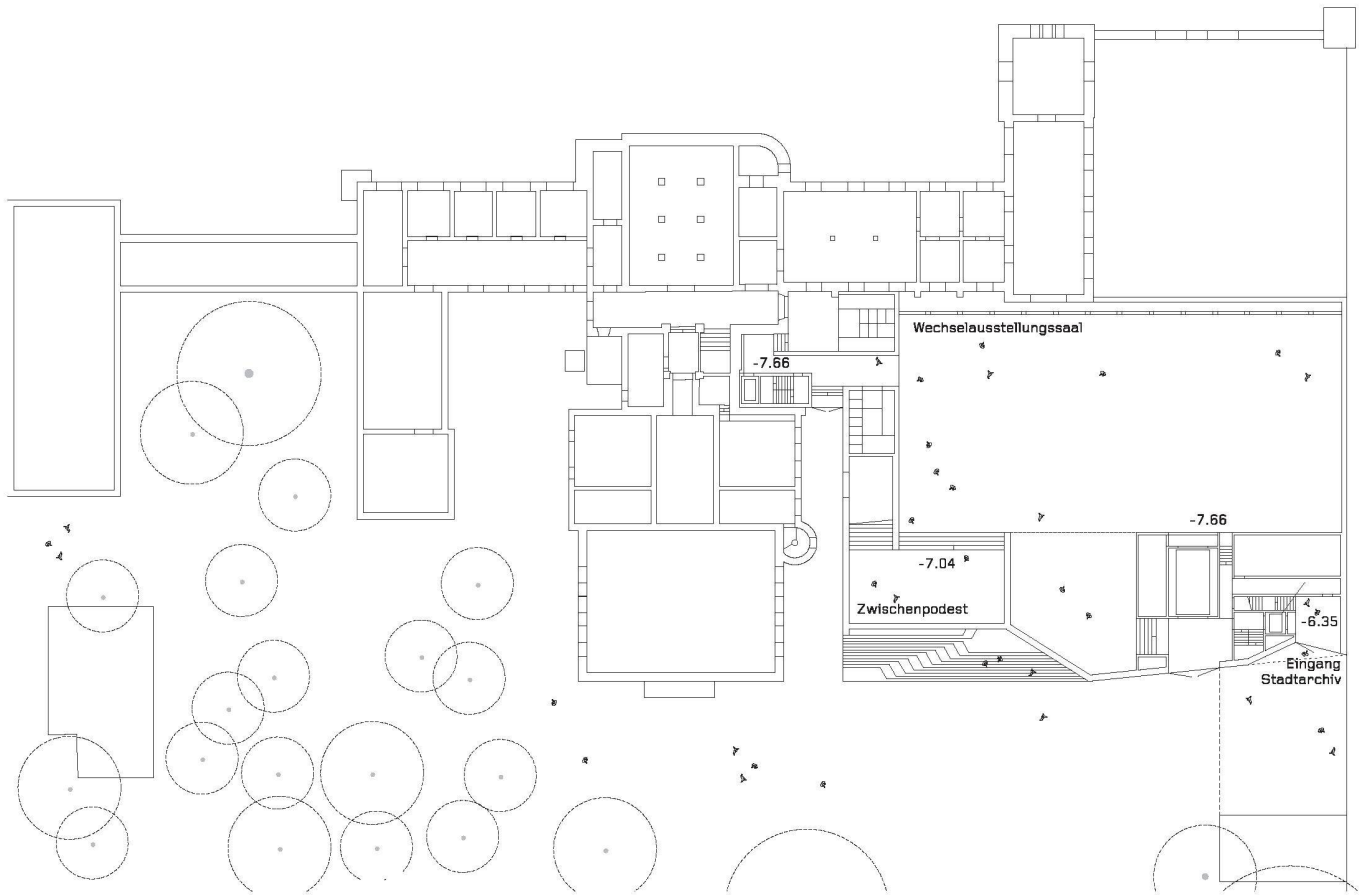 Wechselausstellungssaal
-7.66
-7.66
-7.04
Zwischenpodest
-6.35
Eingang
Stadtarchiv